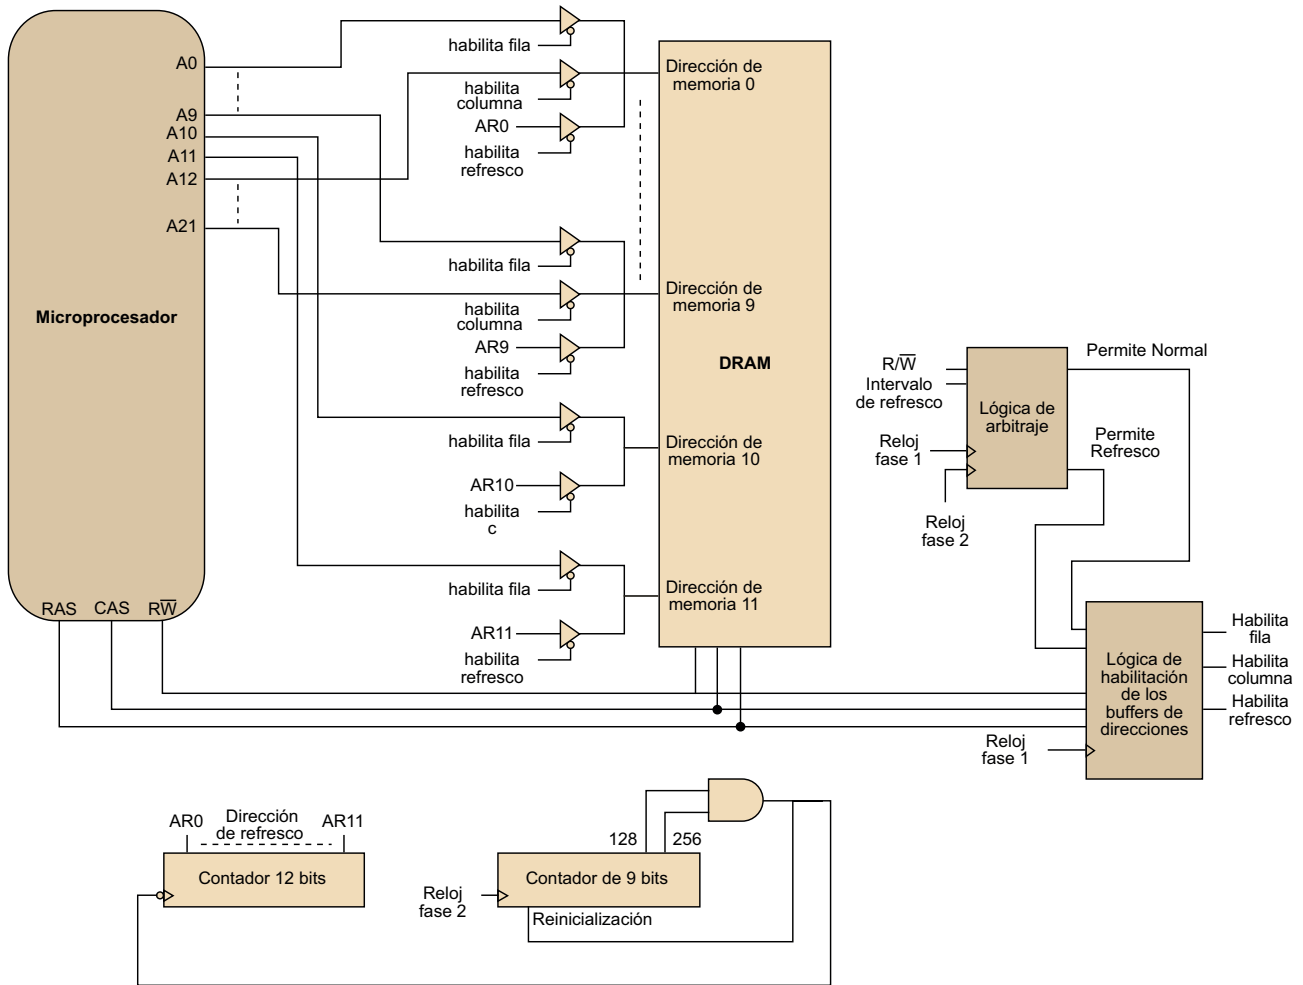 habilita fila
A0
Dirección de
memoria 0
habilita
columna
A9
AR0
A10
A11
habilita
refresco
A12
A21
habilita fila
Dirección de
memoria 9
Microprocesador
habilita
columna
AR9
habilita
refresco
DRAM
R/W̅
Intervalo
de refresco
Permite Normal
Lógica de
arbitraje
Permite
Refresco
habilita fila
Dirección de
memoria 10
Reloj
fase 1
AR10
habilita
c
Reloj
fase 2
habilita fila
Dirección de
memoria 11
RAS CAS RW̅
AR11
habilita
refresco
Lógica de
habilitación
de los
buffers de
direcciones
Habilita
fila
Habilita
columna
Habilita
refresco
Reloj
fase 1
AR0
Dirección
de refresco
AR11
128
256
Contador 12 bits
Reloj
fase 2
Contador de 9 bits
Reinicialización